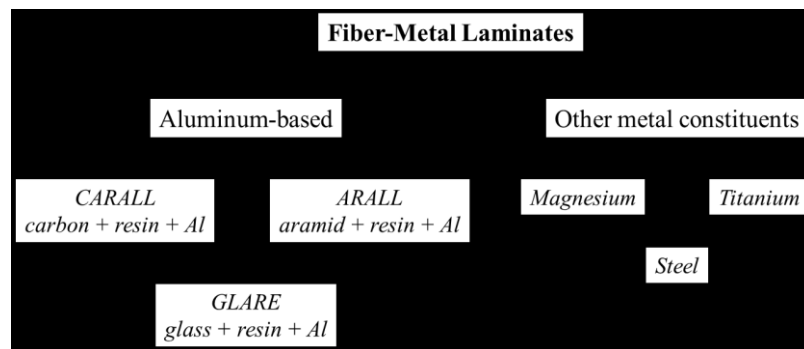 Fiber-Metal Laminates
Aluminum-based
Other metal constituents
CARALL
carbon + resin + Al
ARALL
aramid + resin + Al
Magnesium
Titanium
Steel
GLARE
glass + resin + Al